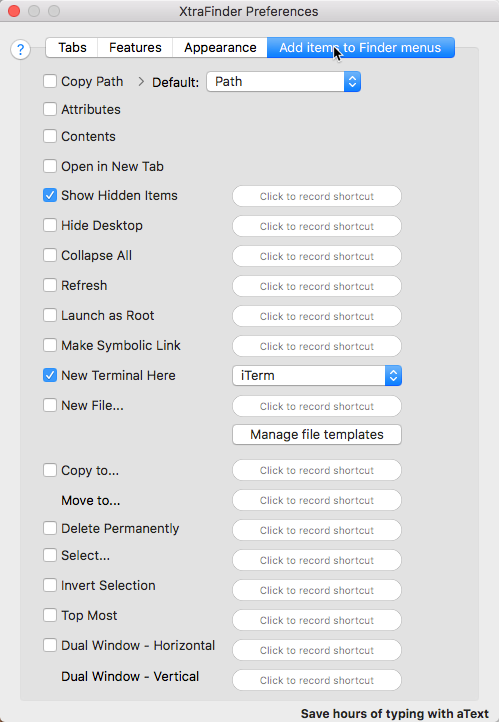 XtraFinder Preferences
?
Tabs Features Appearance Add items to Finder menus
Copy Path > Default: Path
Attributes
Contents
Open in New Tab
Show Hidden Items Click to record shortcut
Hide Desktop Click to record shortcut
Collapse All Click to record shortcut
Refresh Click to record shortcut
Launch as Root Click to record shortcut
Make Symbolic Link Click to record shortcut
New Terminal Here iTerm
New File... Click to record shortcut
Manage file templates
Copy to... Click to record shortcut
Move to... Click to record shortcut
Delete Permanently Click to record shortcut
Select... Click to record shortcut
Invert Selection Click to record shortcut
Top Most Click to record shortcut
Dual Window - Horizontal Click to record shortcut
Dual Window - Vertical Click to record shortcut
Save hours of typing with aText